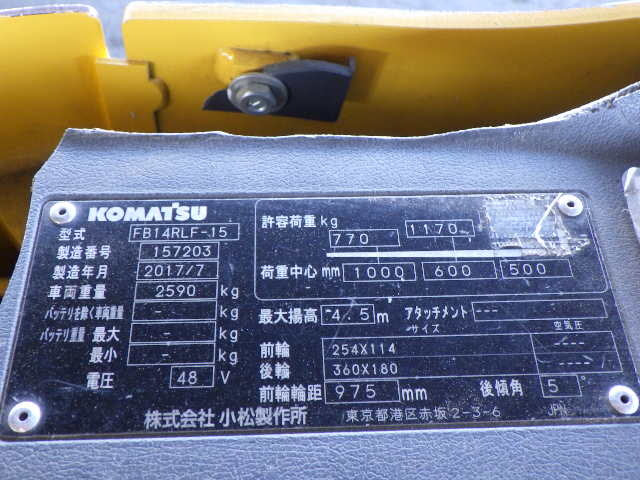 KOMATSU
型式 FB14RLF-15
製造番号 157203
製造年月 2017/7
車両重量 2590 kg
バッテリを除く車両重量 - kg
バッテリ重量 最大 - kg
最小 - kg
電圧 48 V
許容荷重 kg 770 1170
荷重中心 mm 1000 600 500
最大揚高 4.5 m アタッチメント ---
サイズ 空気圧
前輪 254X114 ---
後輪 360X180 ---
前輪輪距 975 mm 後傾角 5°
株式会社 小松製作所 東京都港区赤坂2-3-6 JPN